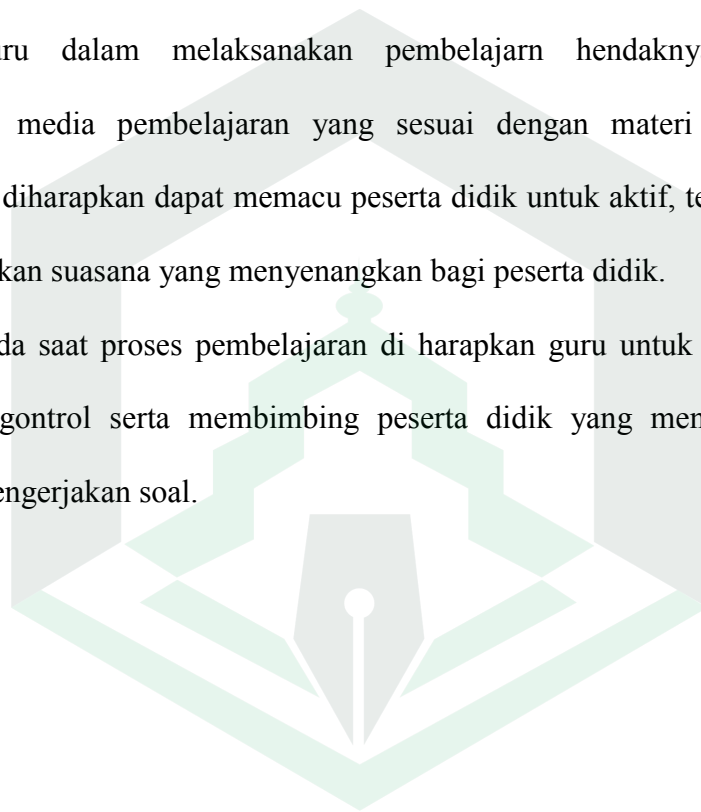 uru dalam melaksanakan pembelajarn hendakny
media pembelajaran yang sesuai dengan materi
diharapkan dapat memacu peserta didik untuk aktif, te
kan suasana yang menyenangkan bagi peserta didik.
da saat proses pembelajaran di harapkan guru untuk
gontrol serta membimbing peserta didik yang men
engerjakan soal.